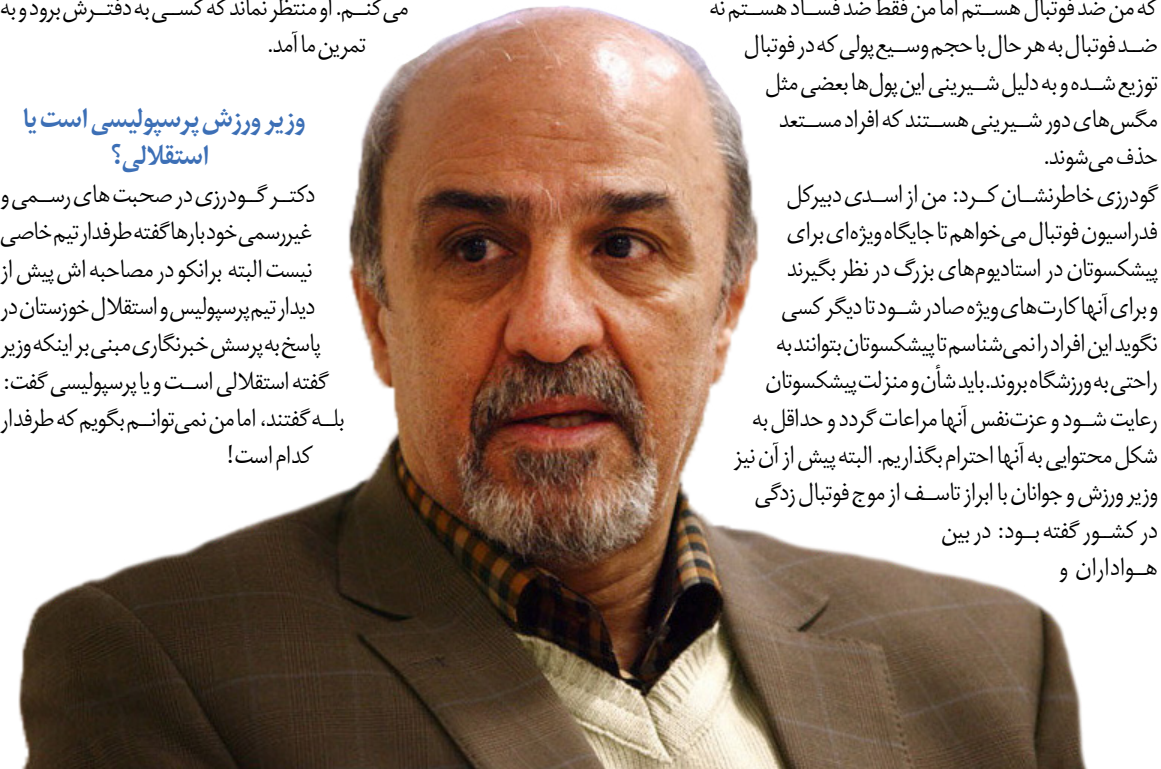 که من ضد فوتبال هستم اما من فقط ضد فساد هستم نه
ضد فوتبال به هر حال با حجم وسیع پولی که در فوتبال
توزیع شده و به دلیل شیرینی این پول‌ها بعضی مثل
مگس‌های دور شیرینی هستند که افراد مستعد
حذف می‌شوند.
گودرزی خاطرنشان کرد: من از اسدی دبیرکل
فدراسیون فوتبال می‌خواهم تا جایگاه ویژه‌ای برای
پیشکسوتان در استادیوم‌های بزرگ در نظر بگیرند
و برای آنها کارت‌های ویژه صادر شود تا دیگر کسی
نگوید این افراد را نمی‌شناسم تا پیشکسوتان بتوانند به
راحتی به ورزشگاه بروند. باید شأن و منزلت پیشکسوتان
رعایت شود و عزت‌نفس آنها مراعات گردد و حداقل به
شکل محتوایی به آنها احترام بگذاریم. البته پیش از آن نیز
وزیر ورزش و جوانان با ابراز تاسف از موج فوتبال زدگی
در کشور گفته بود: در بین
هواداران و
می کنم. او منتظر نماند که کسی به دفترش برود و به
تمرین ما آمد.
وزیر ورزش پرسپولیسی است یا
استقلالی؟
دکتر گودرزی در صحبت های رسمی و
غیررسمی خود بارها گفته طرفدار تیم خاصی
نیست البته برانکو در مصاحبه اش پیش از
دیدار تیم پرسپولیس و استقلال خوزستان در
پاسخ به پرسش خبرنگاری مبنی بر اینکه وزیر
گفته استقلالی است و یا پرسپولیسی گفت:
بله گفتند، اما من نمی‌توانم بگویم که طرفدار
کدام است!